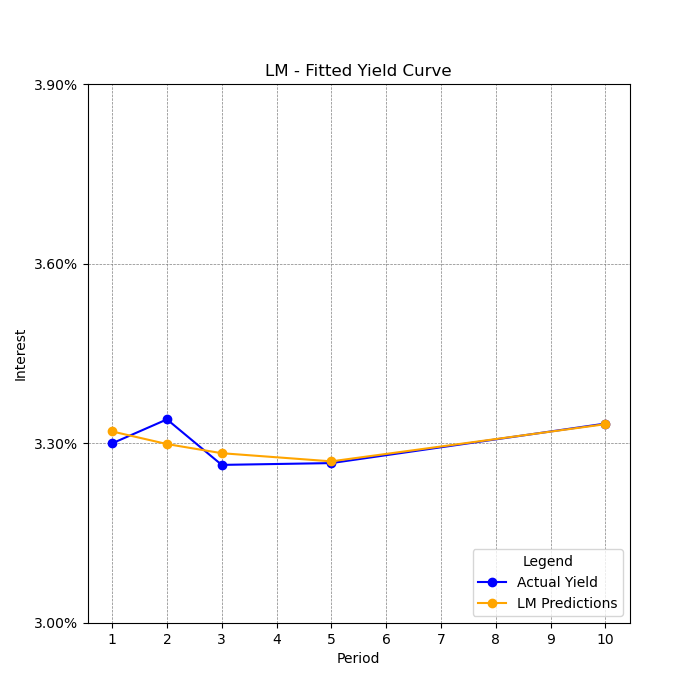 LM - Fitted Yield Curve
3.90%
3.60%
3.30%
3.00%
Interest
Legend
Actual Yield
LM Predictions
1 2 3 4 5 6 7 8 9 10
Period